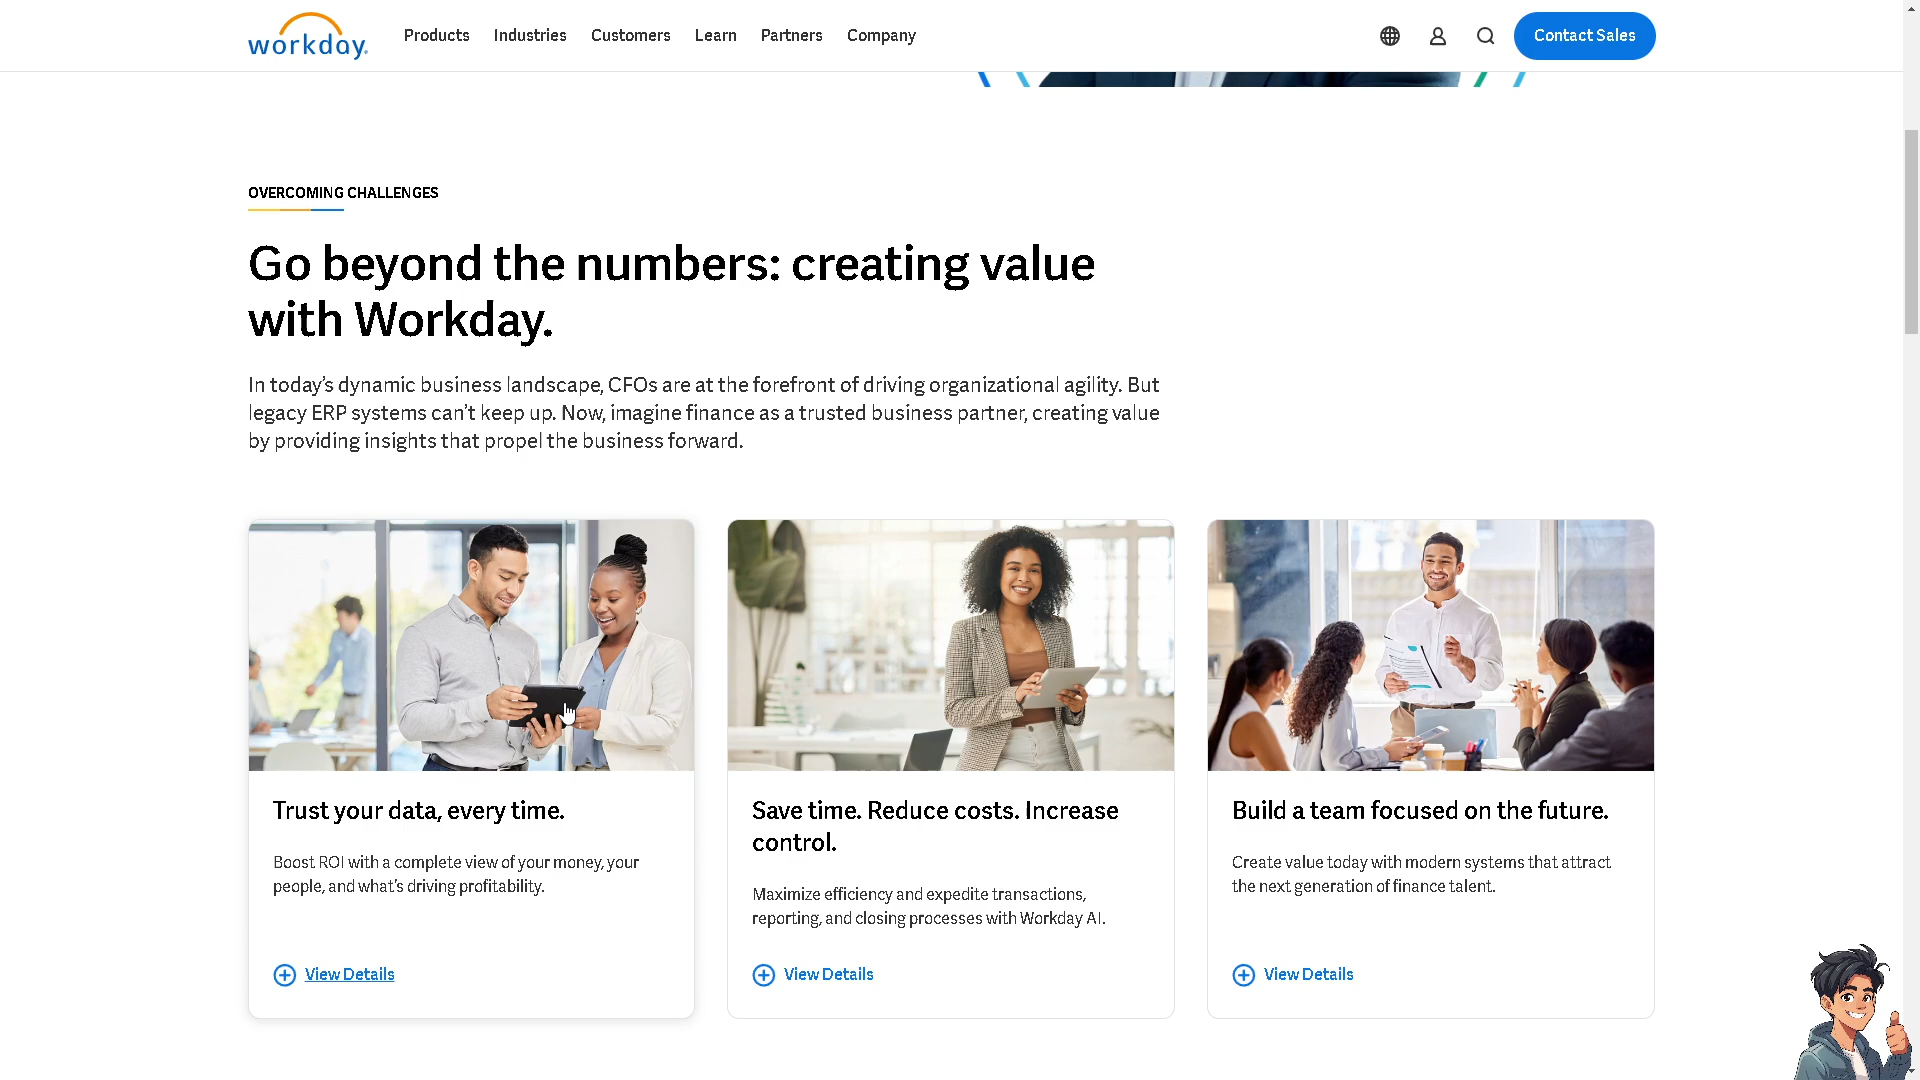 workday.
Products
Industries
Customers
Learn
Partners
Company
Contact Sales
OVERCOMING CHALLENGES
Go beyond the numbers: creating value
with Workday.
In today's dynamic business landscape, CFOs are at the forefront of driving organizational agility. But
legacy ERP systems can't keep up. Now, imagine finance as a trusted business partner, creating value
by providing insights that propel the business forward.
Trust your data, every time.
Boost ROI with a complete view of your money, your
people, and what's driving profitability.
View Details
Save time. Reduce costs. Increase
control.
Maximize efficiency and expedite transactions,
reporting, and closing processes with Workday AI.
View Details
Build a team focused on the future.
Create value today with modern systems that attract
the next generation of finance talent.
View Details